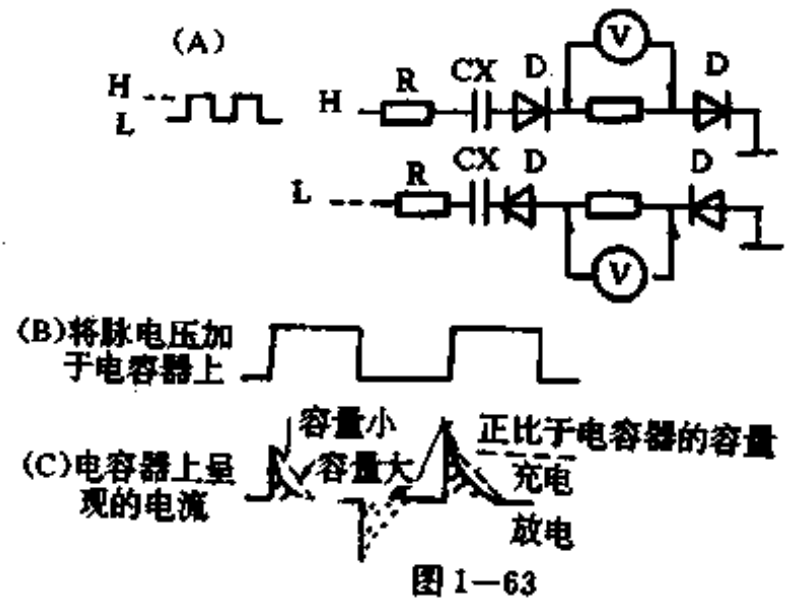 (A)
H
L
H R CX D V D
L R CX D V D
(B)将脉电压加
于电容器上
(C)电容器上呈
现的电流
容量小
容量大
正比于电容器的容量
充电
放电
图1—63